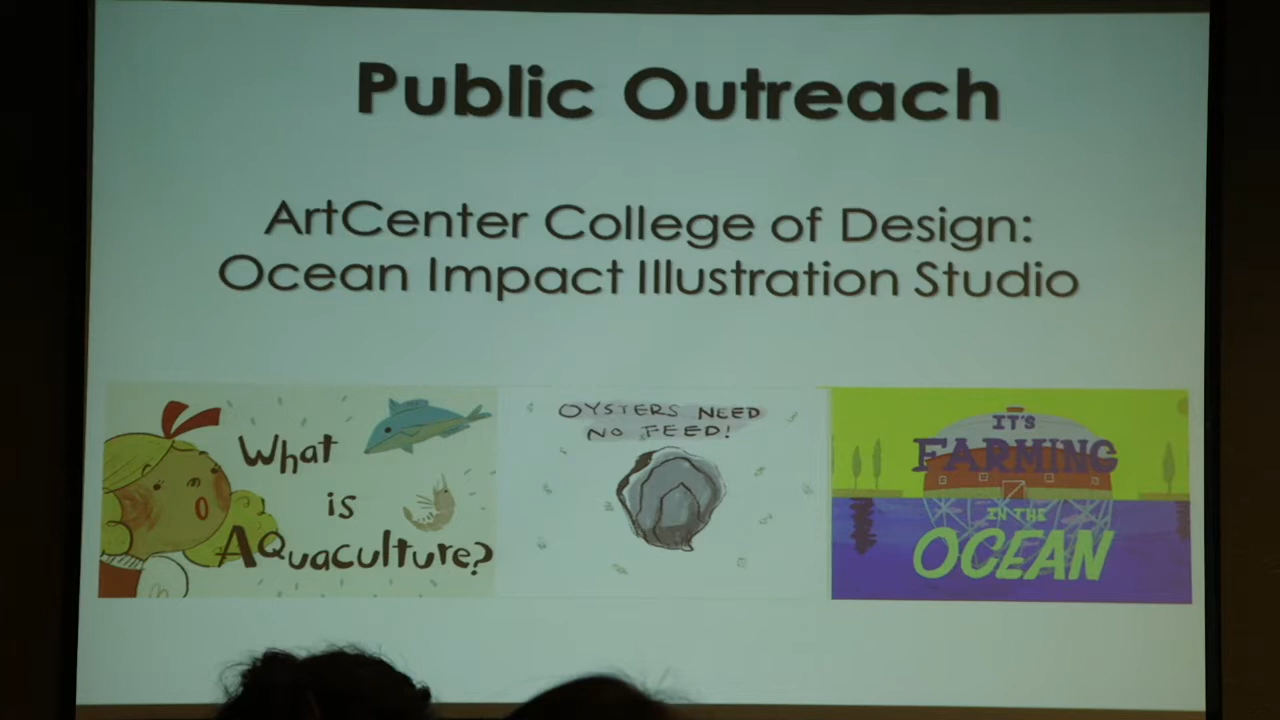 Public Outreach
ArtCenter College of Design:
Ocean Impact Illustration Studio
What
is
AQuaculture?
OYSTERS NEED
NO FEED!
IT'S
FARMING
IN THE
OCEAN